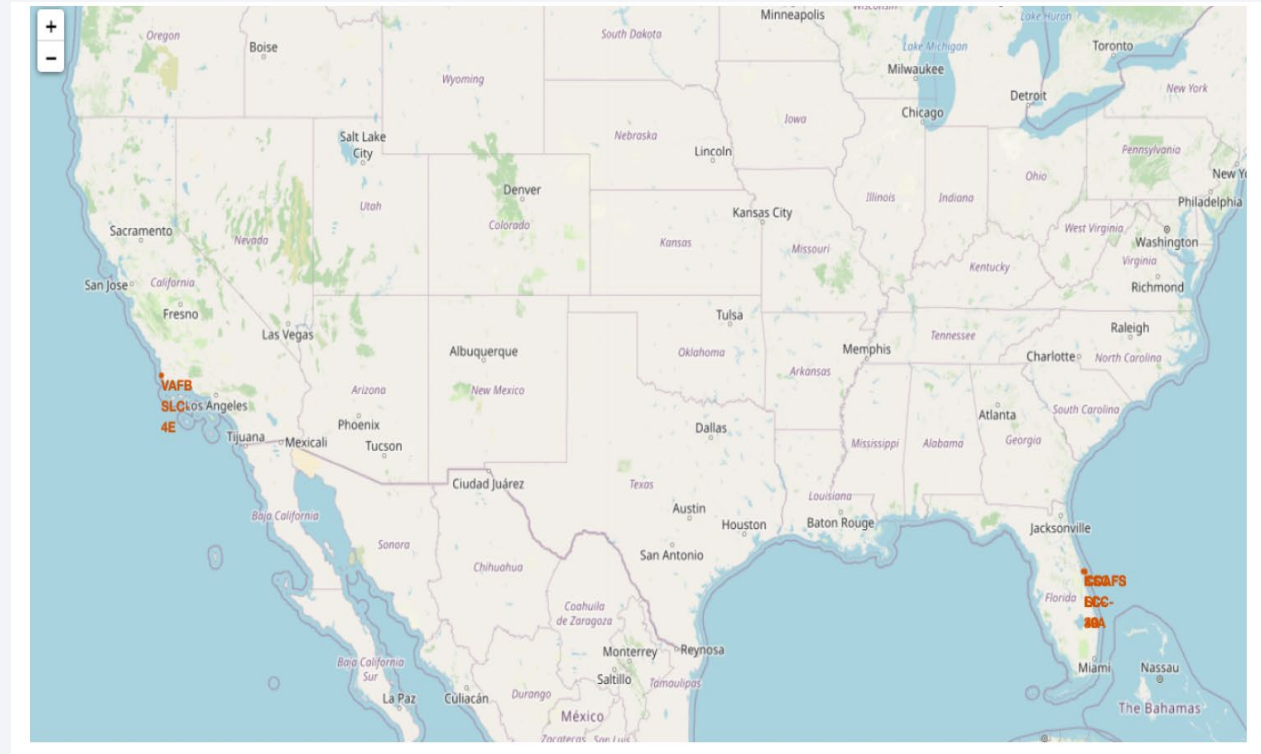 +
−
Oregon
Boise
South Dakota
Minneapolis
Wisconsin
Lake Huron
Lake Michigan
Toronto
Wyoming
Milwaukee
New York
Detroit
Chicago
Iowa
Nebraska
Salt Lake
City
Lincoln
Pennsylvania
New Yo
Ohio
Denver
Utah
Illinois
Indiana
Philadelphia
Kansas City
Colorado
Sacramento
Nevada
Kansas
Missouri
West Virginia
Washington
Virginia
Kentucky
San Jose
California
Richmond
Fresno
Las Vegas
Tulsa
Raleigh
Tennessee
Albuquerque
Oklahoma
Memphis
Charlotte
North Carolina
Arkansas
VAFB
SLC-
4E
Los Angeles
Arizona
New Mexico
South Carolina
Atlanta
Phoenix
Dallas
Tijuana
Mexicali
Tucson
Mississippi
Alabama
Georgia
Ciudad Juárez
Texas
Louisiana
Austin
Houston
Baton Rouge
Jacksonville
Baja California
Sonora
San Antonio
Chihuahua
Florida
Coahuila
de Zaragoza
Monterrey
Reynosa
Baja California
Sur
Saltillo
Tamaulipas
Miami
Nassau
La Paz
Culiacán
Durango
México
The Bahamas
Zacatecas
San Luis